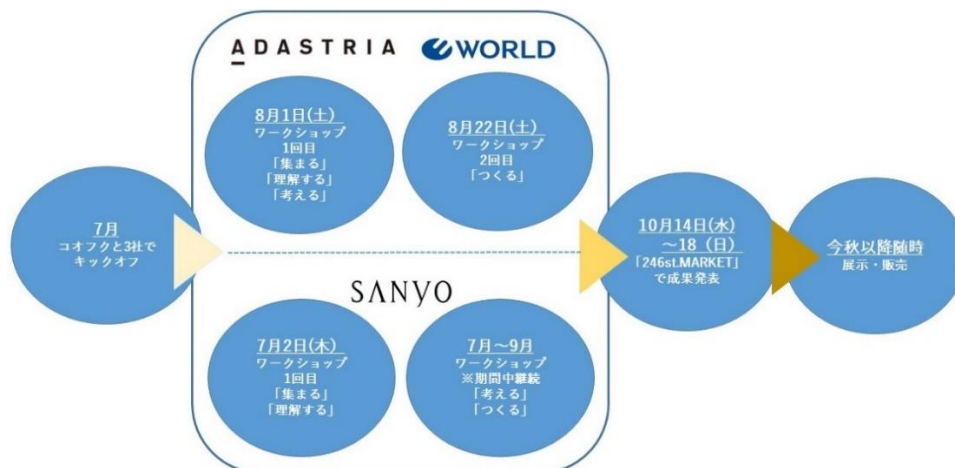 ADASTRIA
WORLD
8月1日(土)
ワークショップ
1回目
「集まる」
「理解する」
「考える」
8月22日(土)
ワークショップ
2回目
「つくる」
7月
コオフクと3社で
キックオフ
10月14日(水)
～18（日）
「246st.MARKET」
で成果発表
今秋以降随時
展示・販売
SANYO
7月2日(木)
ワークショップ
1回目
「集まる」
「理解する」
7月～9月
ワークショップ
※期間中継続
「考える」
「つくる」